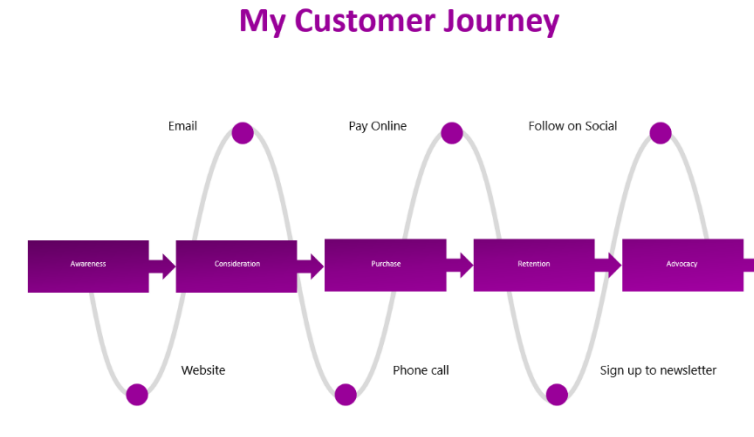 My Customer Journey
Email
Pay Online
Follow on Social
Awareness
Consideration
Purchase
Retention
Advocacy
Website
Phone call
Sign up to newsletter